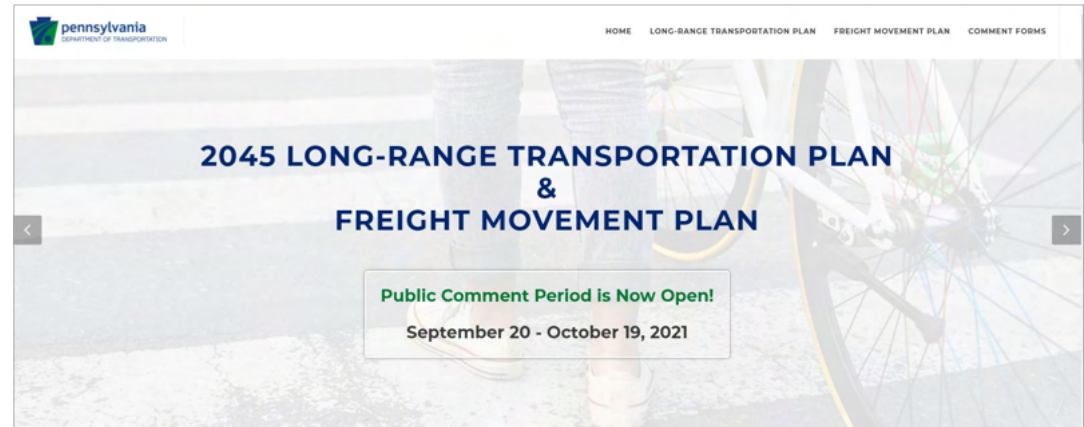 pennsylvania
DEPARTMENT OF TRANSPORTATION
HOME LONG-RANGE TRANSPORTATION PLAN FREIGHT MOVEMENT PLAN COMMENT FORMS
2045 LONG-RANGE TRANSPORTATION PLAN
&
FREIGHT MOVEMENT PLAN
Public Comment Period is Now Open!
September 20 - October 19, 2021